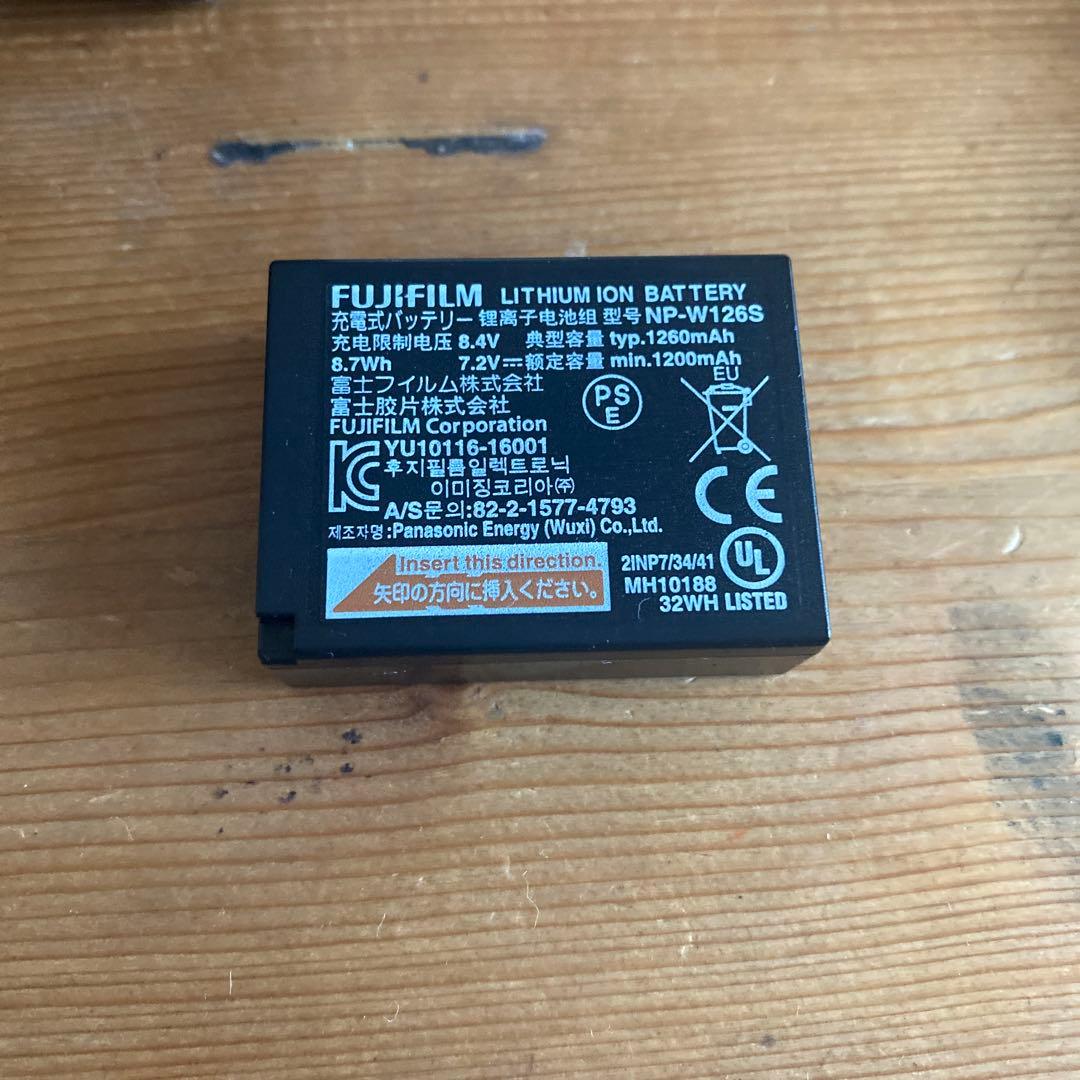 FUJIFILM LITHIUM ION BATTERY
充電式バッテリー 锂离子电池组 型号 NP-W126S
充电限制电压 8.4V 典型容量 typ.1260mAh
8.7Wh 7.2V⎓额定容量 min.1200mAh
富士フイルム株式会社
富士胶片株式会社
FUJIFILM Corporation
PS
E
EU
YU10116-16001
KC
후지필름일렉트로닉
이미징코리아㈜
A/S문의:82-2-1577-4793
제조자명:Panasonic Energy (Wuxi) Co.,Ltd.
CE
Insert this direction.
矢印の方向に挿入ください。
2INP7/34/41
MH10188
32WH LISTED
UL